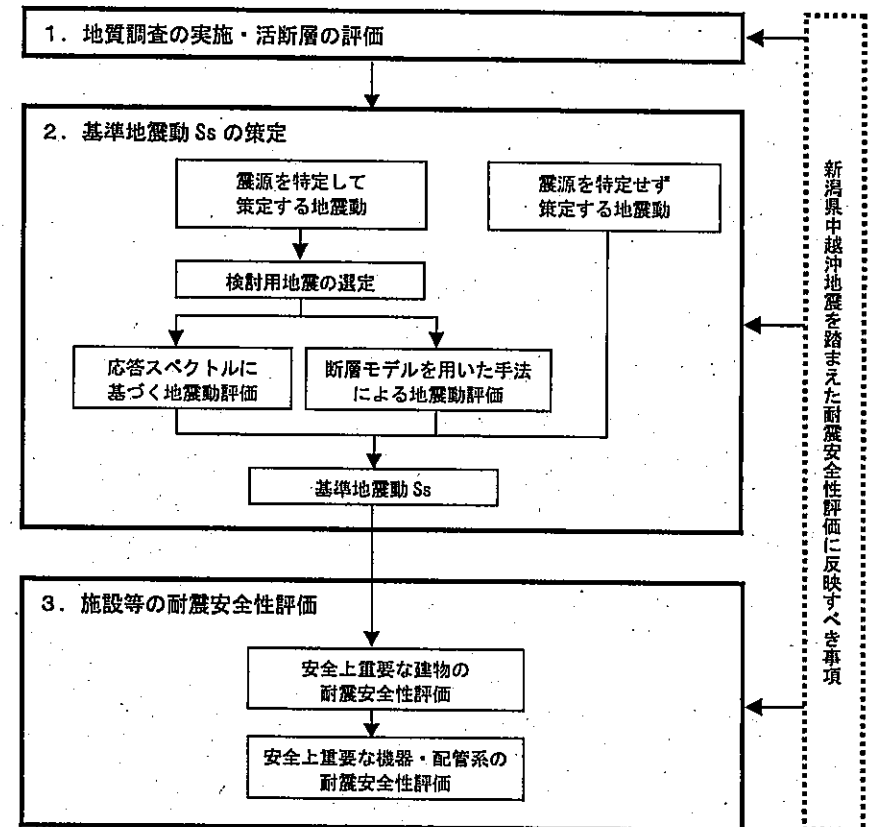 1．地質調査の実施・活断層の評価
2．基準地震動 Ss の策定
震源を特定して
策定する地震動
震源を特定せず
策定する地震動
検討用地震の選定
応答スペクトルに
基づく地震動評価
断層モデルを用いた手法
による地震動評価
基準地震動 Ss
3．施設等の耐震安全性評価
安全上重要な建物の
耐震安全性評価
安全上重要な機器・配管系の
耐震安全性評価
新潟県中越沖地震を踏まえた耐震安全性評価に反映すべき事項